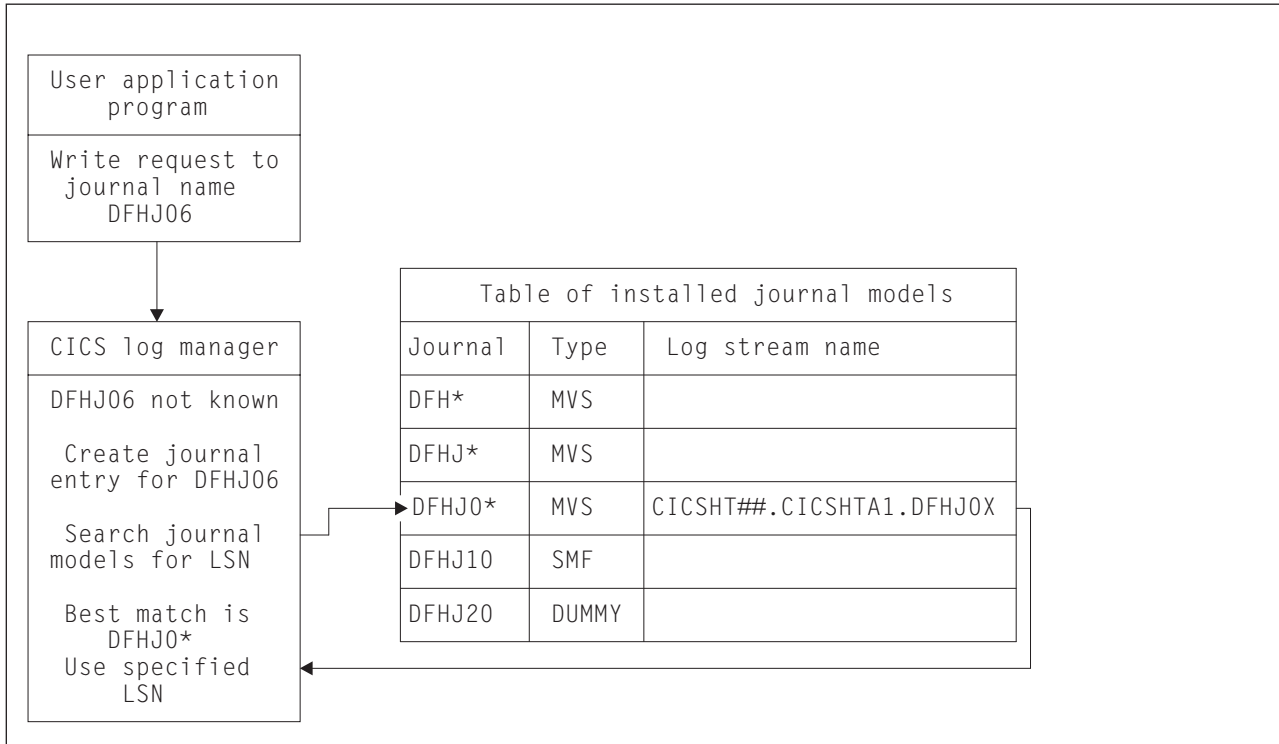 User application
program
Write request to
journal name
DFHJ06
CICS log manager
DFHJ06 not known
Create journal
entry for DFHJ06
Search journal
models for LSN
Best match is
DFHJ0*
Use specified
LSN
Table of installed journal models
Journal Type Log stream name
DFH* MVS
DFHJ* MVS
DFHJ0* MVS CICSHT##.CICSHTA1.DFHJ0X
DFHJ10 SMF
DFHJ20 DUMMY